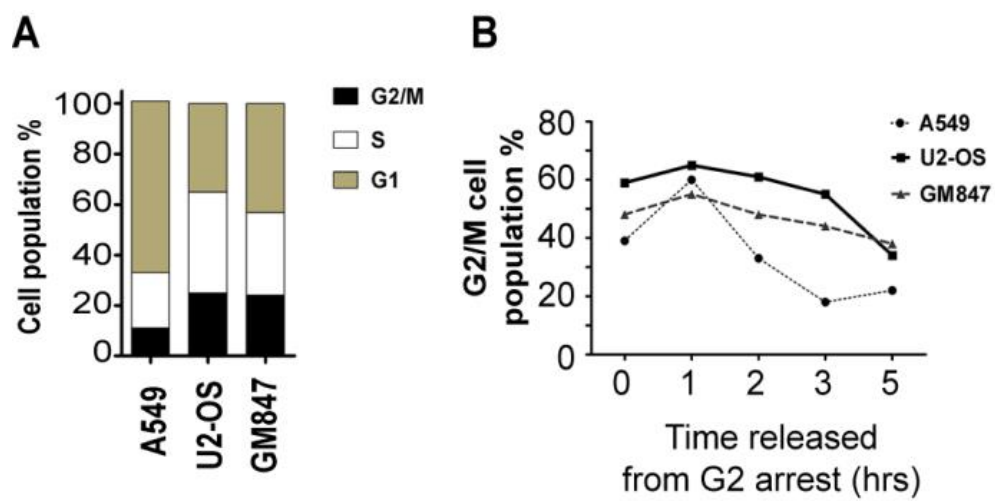 A
Cell population %
100
80
60
40
20
0
A549
U2-OS
GM847
G2/M
S
G1
B
G2/M cell
population %
80
60
40
20
0
0 1 2 3 5
Time released
from G2 arrest (hrs)
A549
U2-OS
GM847